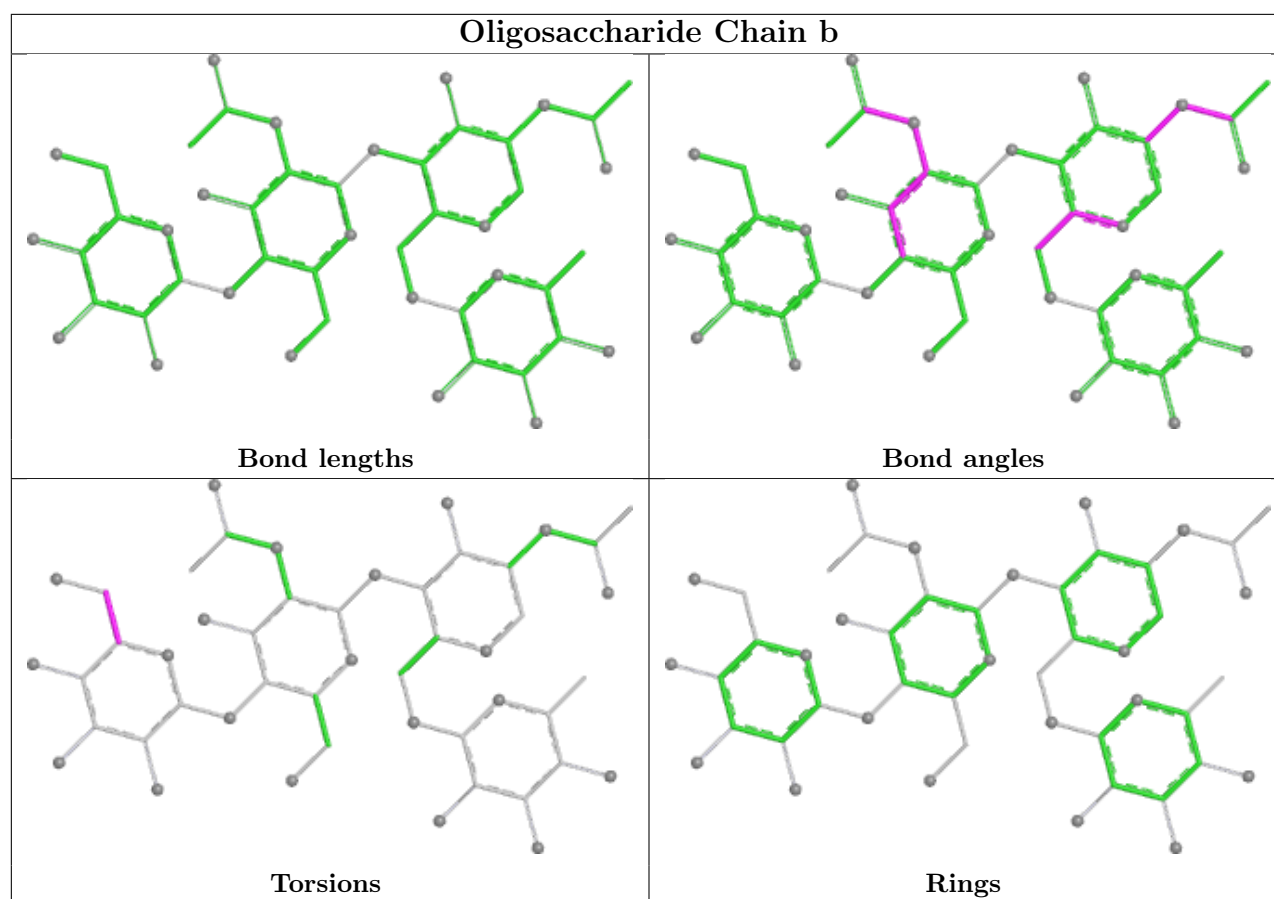 Oligosaccharide Chain b
Bond lengths
Bond angles
Torsions
Rings